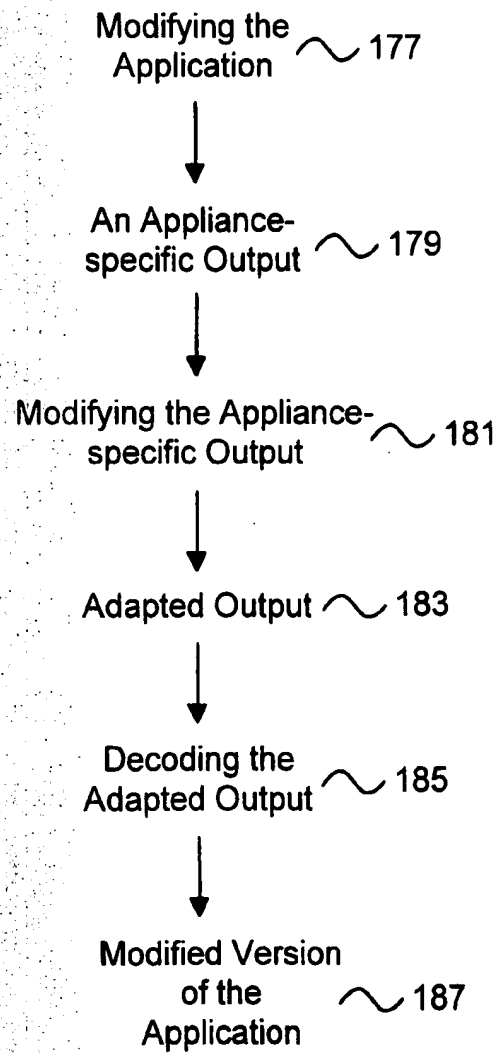 Modifying the
Application
177
An Appliance-
specific Output
179
Modifying the Appliance-
specific Output
181
Adapted Output
183
Decoding the
Adapted Output
185
Modified Version
of the
Application
187